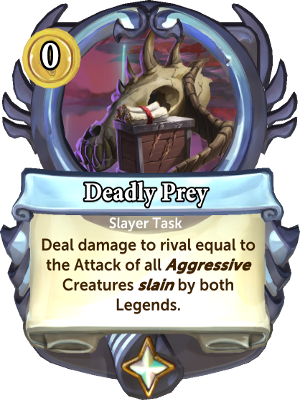 0
Deadly Prey
Slayer Task
Deal damage to rival equal to
the Attack of all Aggressive
Creatures slain by both
Legends.